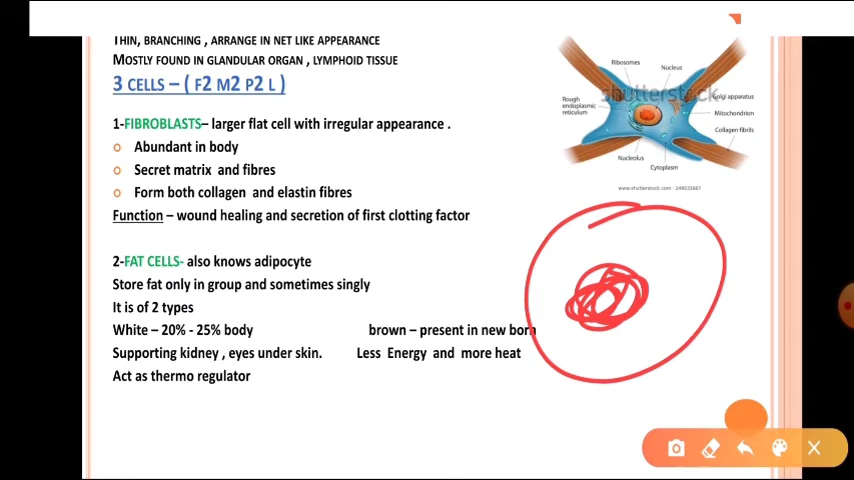 THIN, BRANCHING , ARRANGE IN NET LIKE APPEARANCE
MOSTLY FOUND IN GLANDULAR ORGAN , LYMPHOID TISSUE
3 CELLS – ( F2 M2 P2 L )
1-FIBROBLASTS– larger flat cell with irregular appearance .
Abundant in body
Secret matrix and fibres
Form both collagen and elastin fibres
Function – wound healing and secretion of first clotting factor
2-FAT CELLS- also knows adipocyte
Store fat only in group and sometimes singly
It is of 2 types
White – 20% - 25% body brown – present in new born
Supporting kidney , eyes under skin. Less Energy and more heat
Act as thermo regulator
Ribosomes
Nucleus
shutterstock
Golgi apparatus
Rough
endoplasmic
reticulum
Mitochondrion
Collagen fibrils
Nucleolus
Cytoplasm
www.shutterstock.com · 249531667